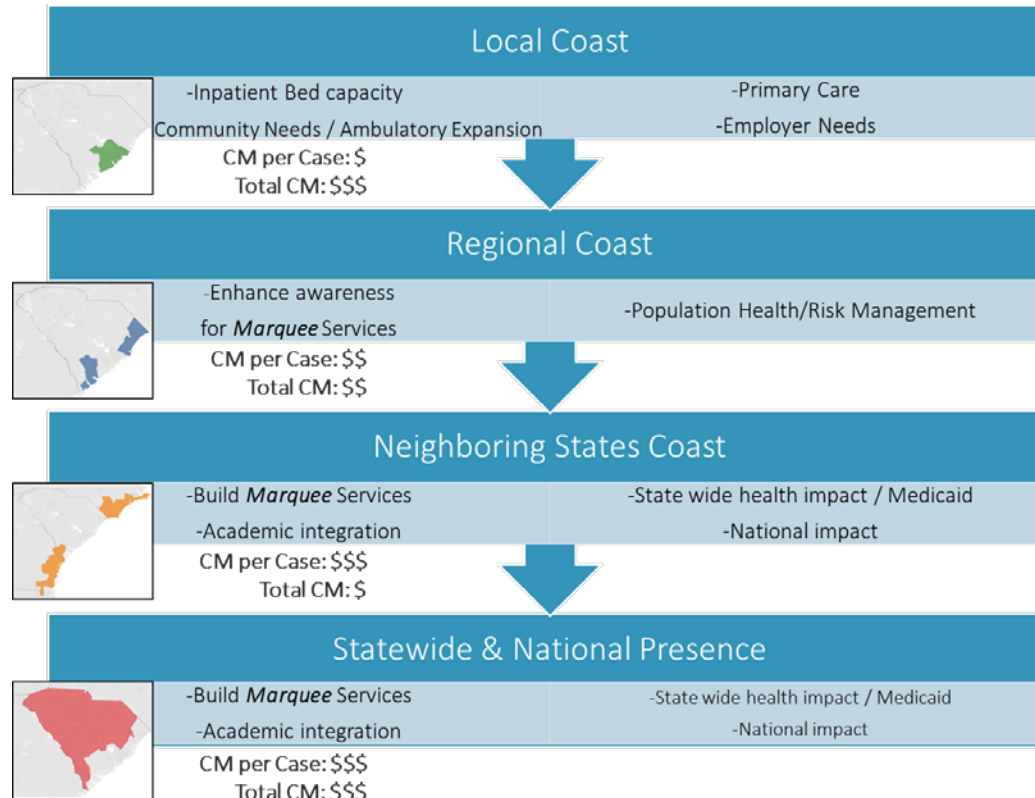 Local Coast
-Inpatient Bed capacity
Community Needs / Ambulatory Expansion
-Primary Care
-Employer Needs
CM per Case: $
Total CM: $$$
Regional Coast
-Enhance awareness
for Marquee Services
-Population Health/Risk Management
CM per Case: $$
Total CM: $$
Neighboring States Coast
-Build Marquee Services
-Academic integration
-State wide health impact / Medicaid
-National impact
CM per Case: $$$
Total CM: $
Statewide & National Presence
-Build Marquee Services
-Academic integration
-State wide health impact / Medicaid
-National impact
CM per Case: $$$
Total CM: $$$